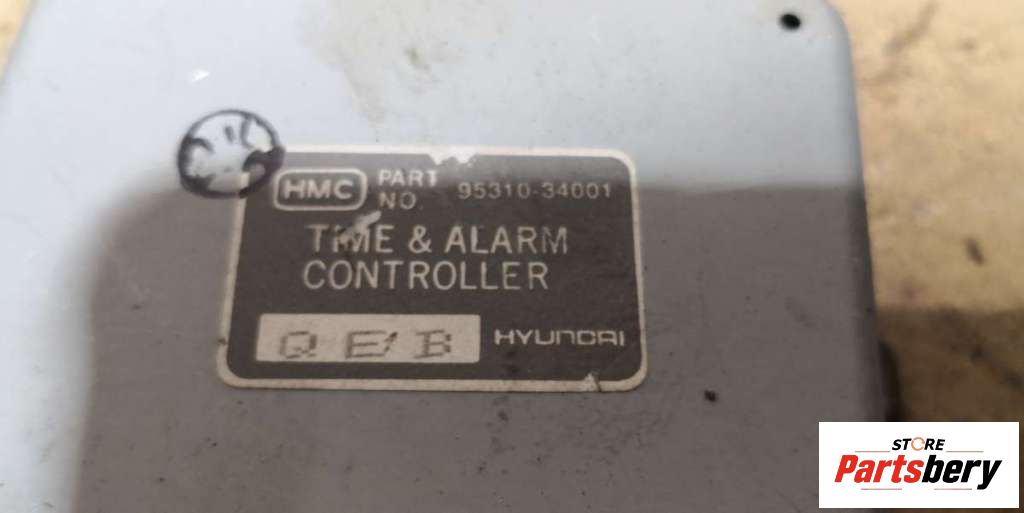 HMC PART NO. 95310-34001
TIME & ALARM
CONTROLLER
Q E B HYUNDAI
STORE
Partsbery